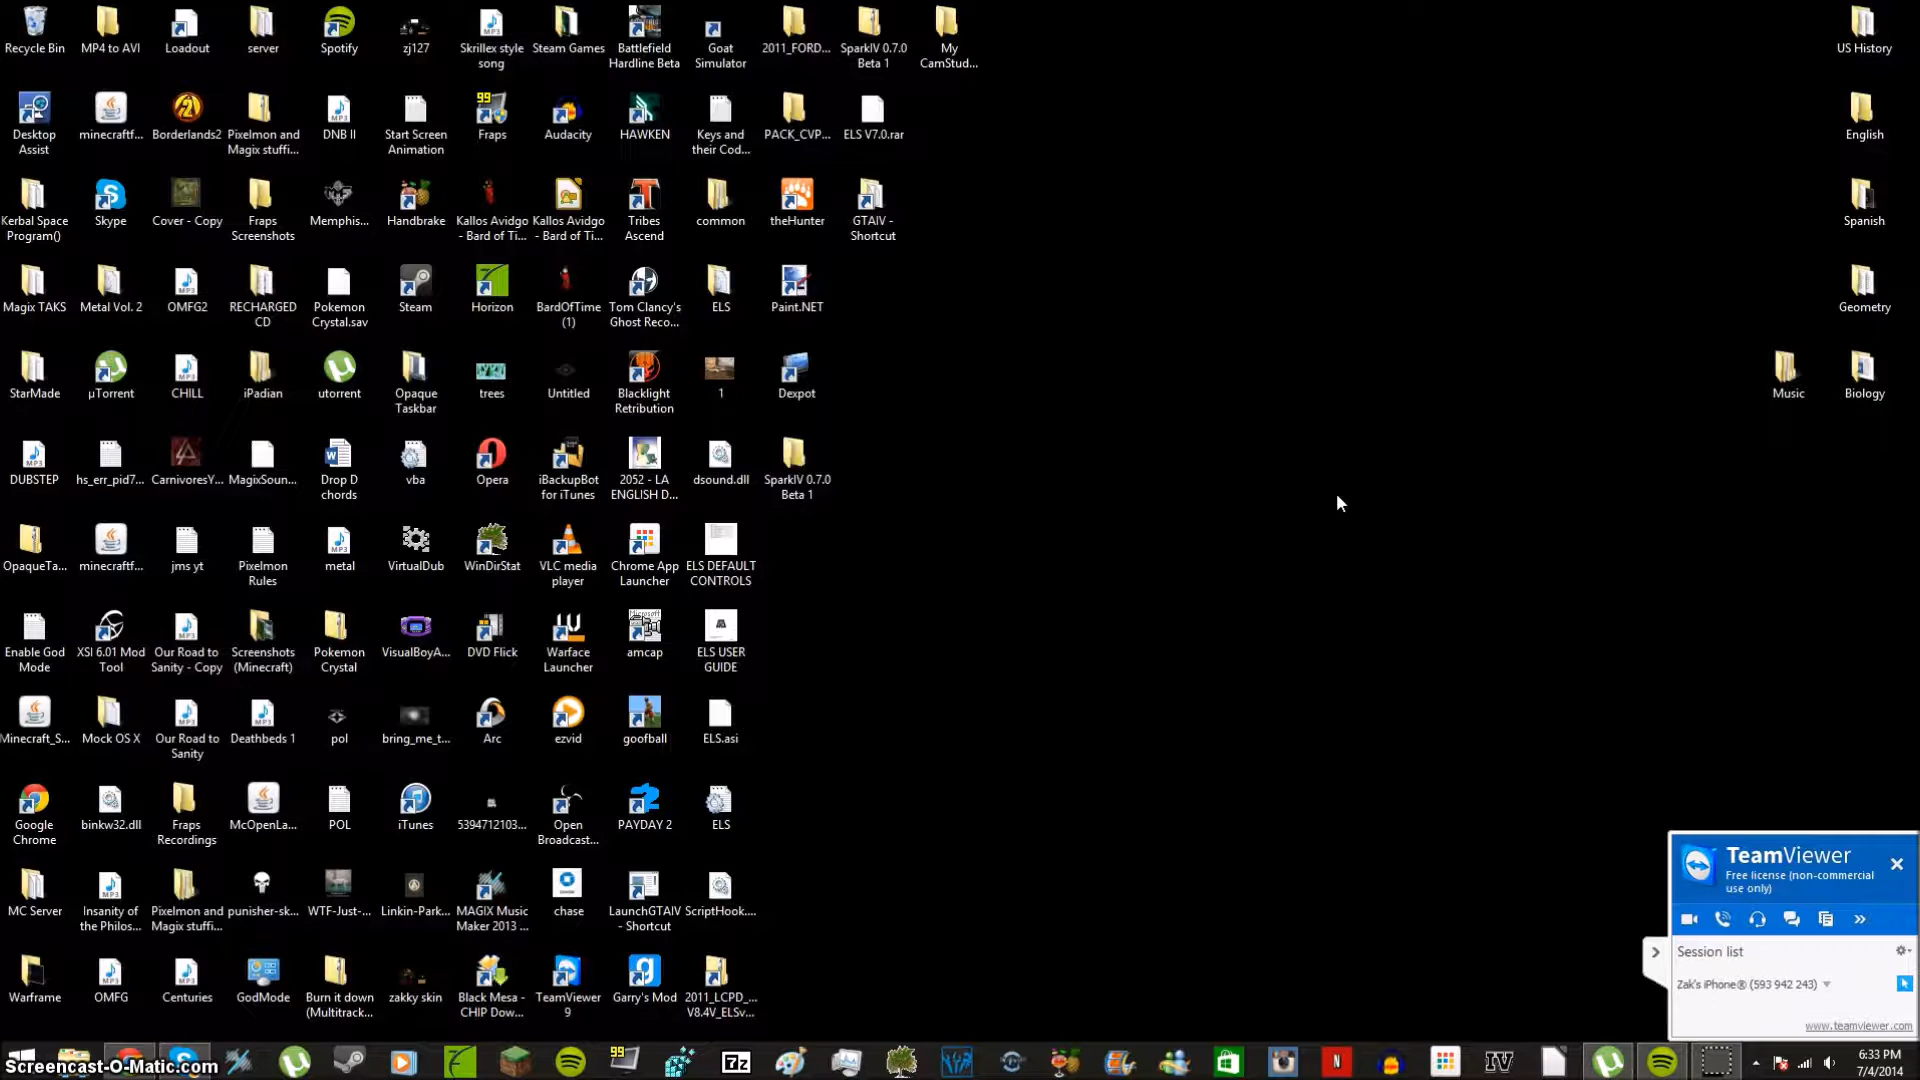 Recycle Bin
MP4 to AVI
Loadout
server
Spotify
zj127
Skrillex style
song
Steam Games
Battlefield
Hardline Beta
Goat
Simulator
2011_FORD...
SparkIV 0.7.0
Beta 1
My
CamStud...
US History
Desktop
Assist
minecraftf...
Borderlands2
Pixelmon and
Magix stuffi...
DNB II
Start Screen
Animation
99
Fraps
Audacity
HAWKEN
Keys and
their Cod...
PACK_CVP...
ELS V7.0.rar
English
Kerbal Space
Program()
Skype
Cover - Copy
Fraps
Screenshots
Memphis...
Handbrake
Kallos Avidgo
- Bard of Ti...
Kallos Avidgo
- Bard of Ti...
Tribes
Ascend
common
theHunter
GTAIV -
Shortcut
Spanish
Magix TAKS
Metal Vol. 2
OMFG2
RECHARGED
CD
Pokemon
Crystal.sav
Steam
Horizon
BardOfTime
(1)
Tom Clancy's
Ghost Reco...
ELS
Paint.NET
Geometry
StarMade
µTorrent
CHILL
iPadian
utorrent
Opaque
Taskbar
trees
Untitled
Blacklight
Retribution
1
Dexpot
Music
Biology
DUBSTEP
hs_err_pid7...
CarnivoresY...
MagixSoun...
Drop D
chords
vba
Opera
iBackupBot
for iTunes
2052 - LA
ENGLISH D...
dsound.dll
SparkIV 0.7.0
Beta 1
OpaqueTa...
minecraftf...
jms yt
Pixelmon
Rules
metal
VirtualDub
WinDirStat
VLC media
player
Chrome App
Launcher
ELS DEFAULT
CONTROLS
Enable God
Mode
XSI 6.01 Mod
Tool
Our Road to
Sanity - Copy
Screenshots
(Minecraft)
Pokemon
Crystal
VisualBoyA...
DVD Flick
Warface
Launcher
Microsoft
amcap
ELS USER
GUIDE
Minecraft_S...
Mock OS X
Our Road to
Sanity
Deathbeds 1
pol
bring_me_t...
Arc
ezvid
goofball
ELS.asi
Google
Chrome
binkw32.dll
Fraps
Recordings
McOpenLa...
POL
iTunes
5394712103...
Open
Broadcast...
PAYDAY 2
ELS
MC Server
Insanity of
the Philos...
Pixelmon and
Magix stuffi...
punisher-sk...
WTF-Just-...
Linkin-Park...
MAGIX Music
Maker 2013 ...
chase
LaunchGTAIV
- Shortcut
ScriptHook....
Warframe
OMFG
Centuries
GodMode
Burn it down
(Multitrack...
zakky skin
Black Mesa -
CHIP Dow...
TeamViewer
9
Garry's Mod
2011_LCPD_...
V8.4V_ELSv...
TeamViewer
Free license (non-commercial
use only)
Session list
Zak's iPhone® (593 942 243)
www.teamviewer.com
Screencast-O-Matic.com
99
7z
N
IV
6:33 PM
7/4/2014